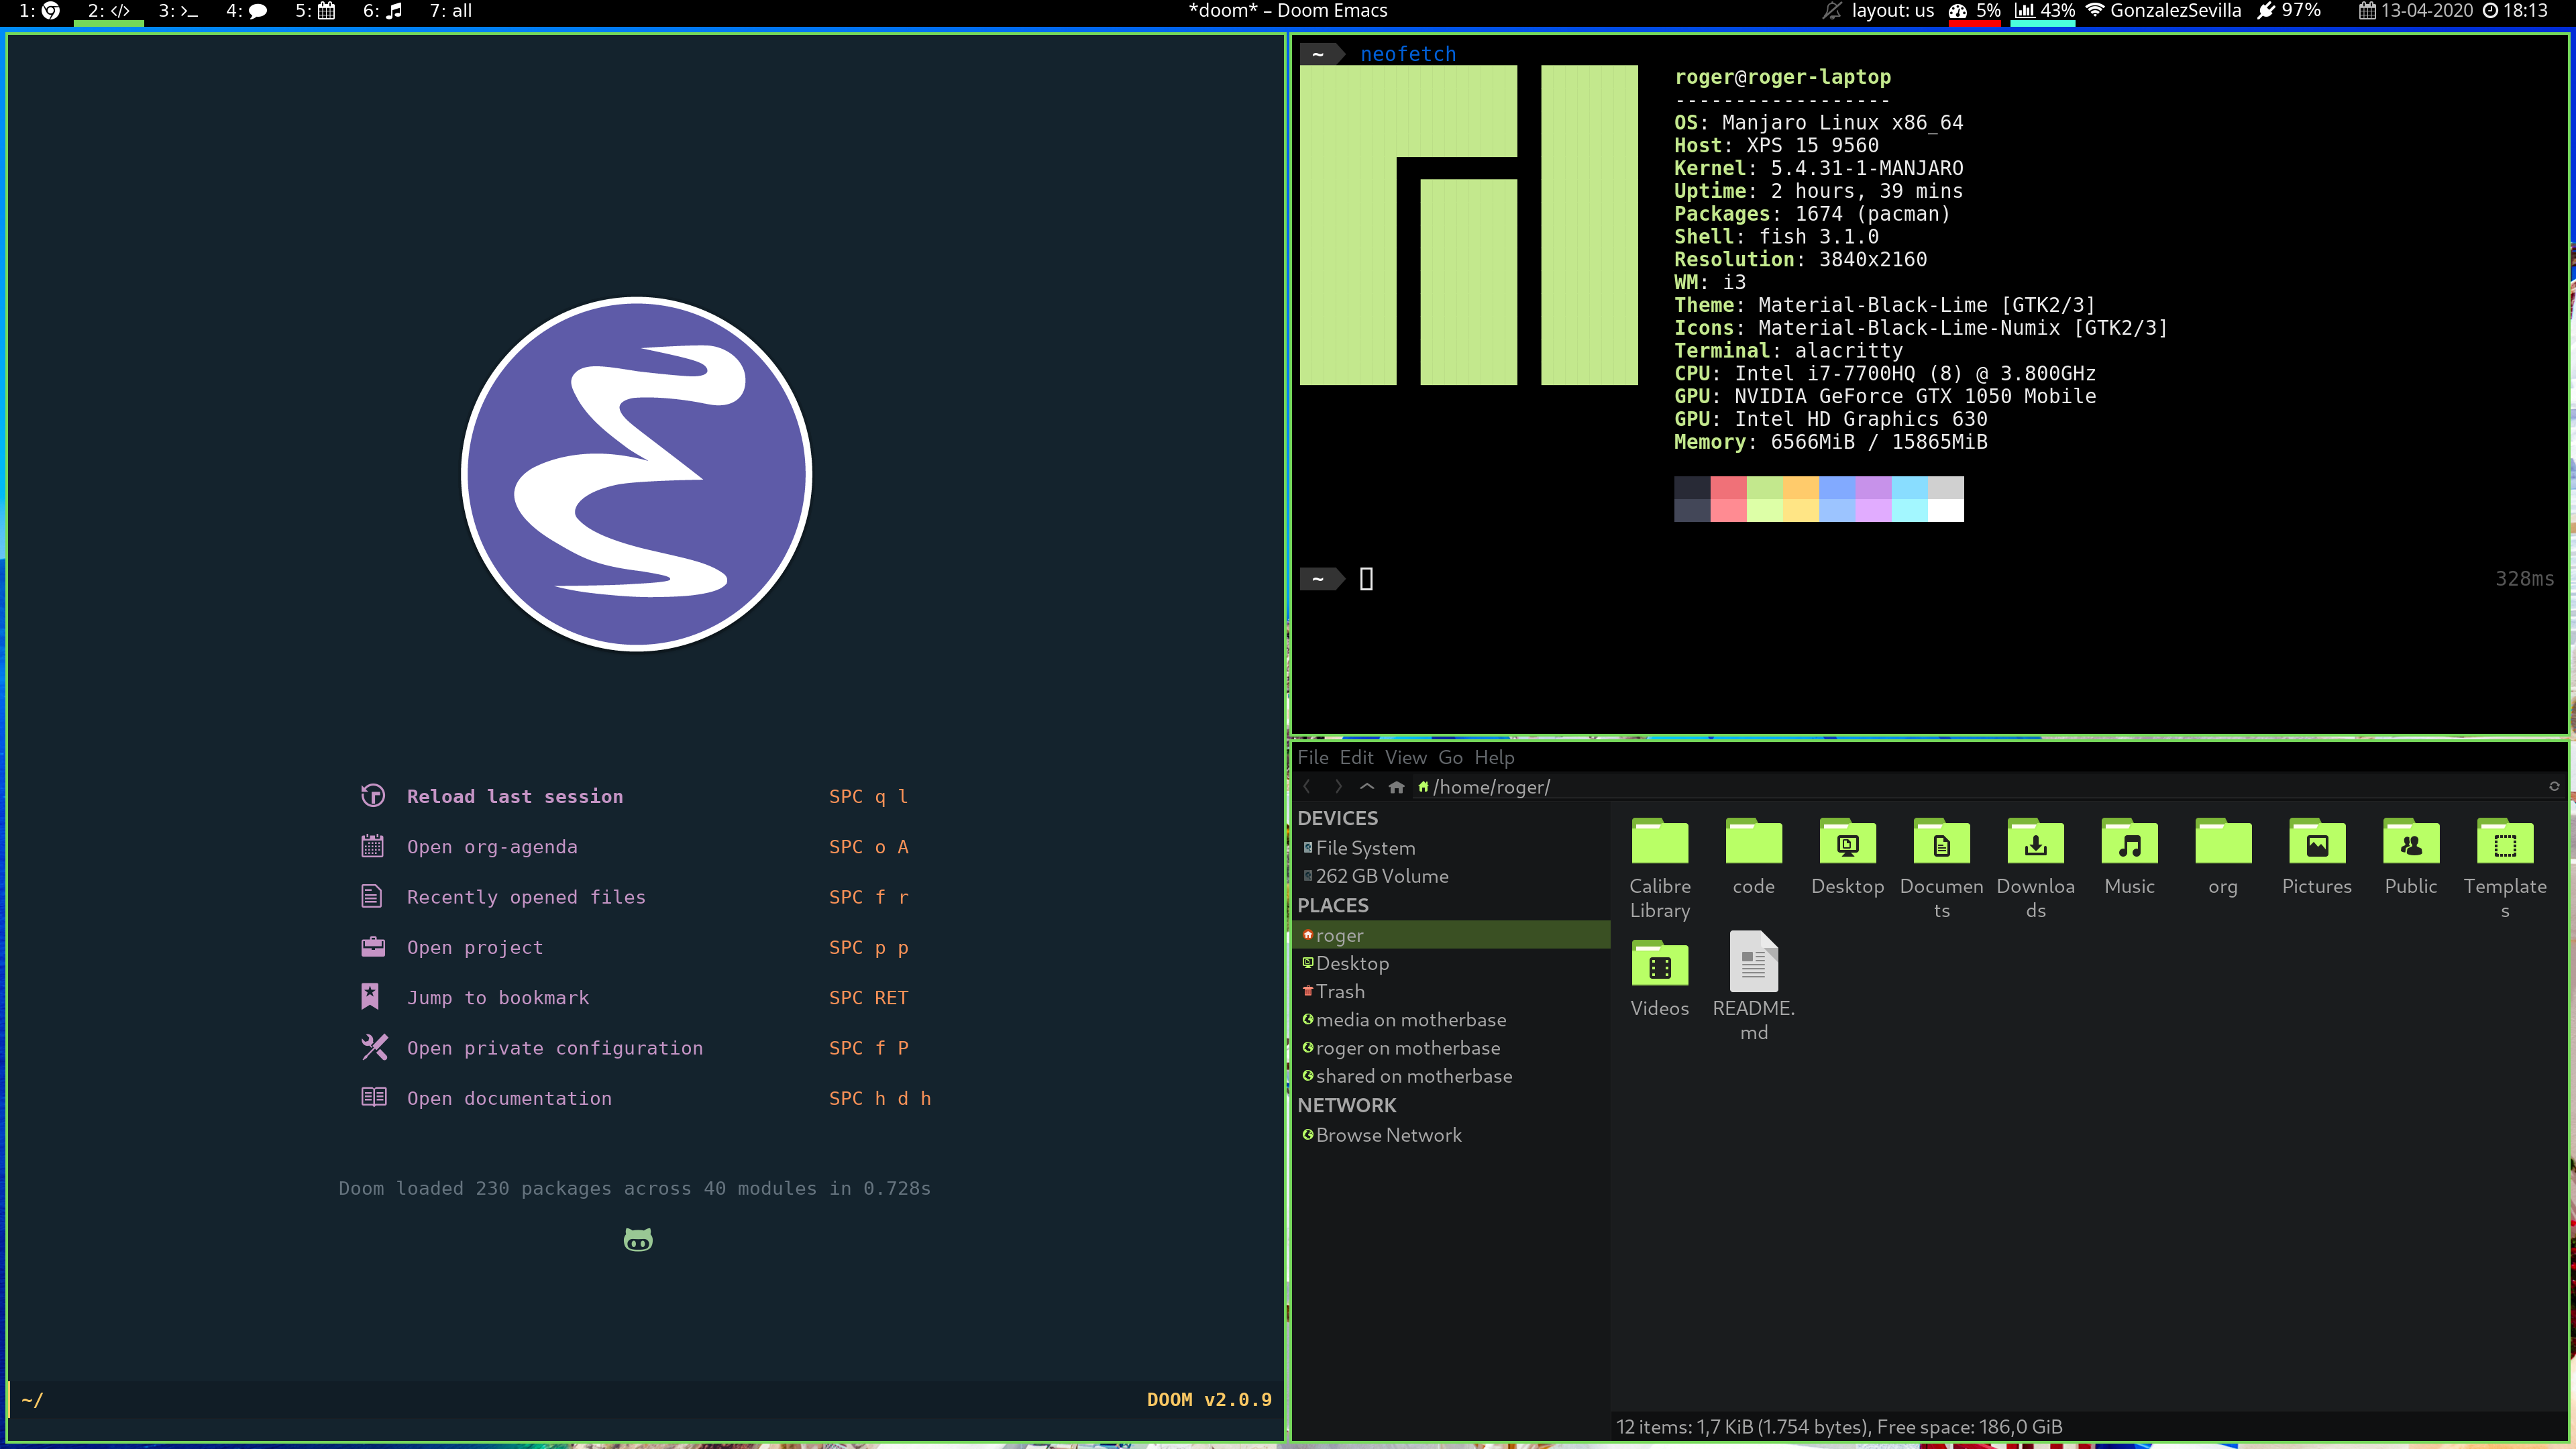 1: 2: </> 3: >_ 4: 5: 6: 7: all
*doom* – Doom Emacs
layout: us 5% 43% GonzalezSevilla 97% 13-04-2020 18:13
Reload last session SPC q l
Open org-agenda SPC o A
Recently opened files SPC f r
Open project SPC p p
Jump to bookmark SPC RET
Open private configuration SPC f P
Open documentation SPC h d h
Doom loaded 230 packages across 40 modules in 0.728s
~/ DOOM v2.0.9
~ neofetch
roger@roger-laptop
------------------
OS: Manjaro Linux x86_64
Host: XPS 15 9560
Kernel: 5.4.31-1-MANJARO
Uptime: 2 hours, 39 mins
Packages: 1674 (pacman)
Shell: fish 3.1.0
Resolution: 3840x2160
WM: i3
Theme: Material-Black-Lime [GTK2/3]
Icons: Material-Black-Lime-Numix [GTK2/3]
Terminal: alacritty
CPU: Intel i7-7700HQ (8) @ 3.800GHz
GPU: NVIDIA GeForce GTX 1050 Mobile
GPU: Intel HD Graphics 630
Memory: 6566MiB / 15865MiB
~ 328ms
File Edit View Go Help
/home/roger/
DEVICES
File System
262 GB Volume
PLACES
roger
Desktop
Trash
media on motherbase
roger on motherbase
shared on motherbase
NETWORK
Browse Network
Calibre
Library
code
Desktop
Documen
ts
Downloa
ds
Music
org
Pictures
Public
Template
s
Videos
README.
md
12 items: 1,7 KiB (1.754 bytes), Free space: 186,0 GiB